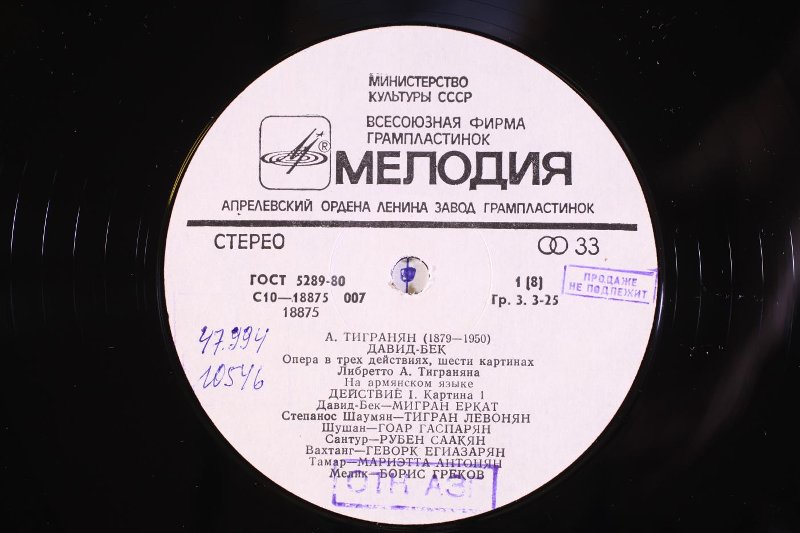 МИНИСТЕРСТВО
КУЛЬТУРЫ СССР
ВСЕСОЮЗНАЯ ФИРМА
ГРАМПЛАСТИНОК
®
МЕЛОДИЯ
АПРЕЛЕВСКИЙ ОРДЕНА ЛЕНИНА ЗАВОД ГРАМПЛАСТИНОК
СТЕРЕО
33
ГОСТ 5289-80
1 (8)
ПРОДАЖЕ
НЕ ПОДЛЕЖИТ
С10—18875 007
Гр. 3. 3-25
18875
47.994
10546
А. ТИГРАНЯН (1879—1950)
ДАВИД-БЕК
Опера в трех действиях, шести картинах
Либретто А. Тиграняна
На армянском языке
ДЕЙСТВИЕ I. Картина 1
Давид-Бек—МИГРАН ЕРКАТ
Степанос Шаумян—ТИГРАН ЛЕВОНЯН
Шушан—ГОАР ГАСПАРЯН
Сантур—РУБЕН СААКЯН
Вахтанг—ГЕВОРК ЕГИАЗАРЯН
Тамар—МАРИЭТТА АНТОНЯН
Мелик—БОРИС ГРЕКОВ